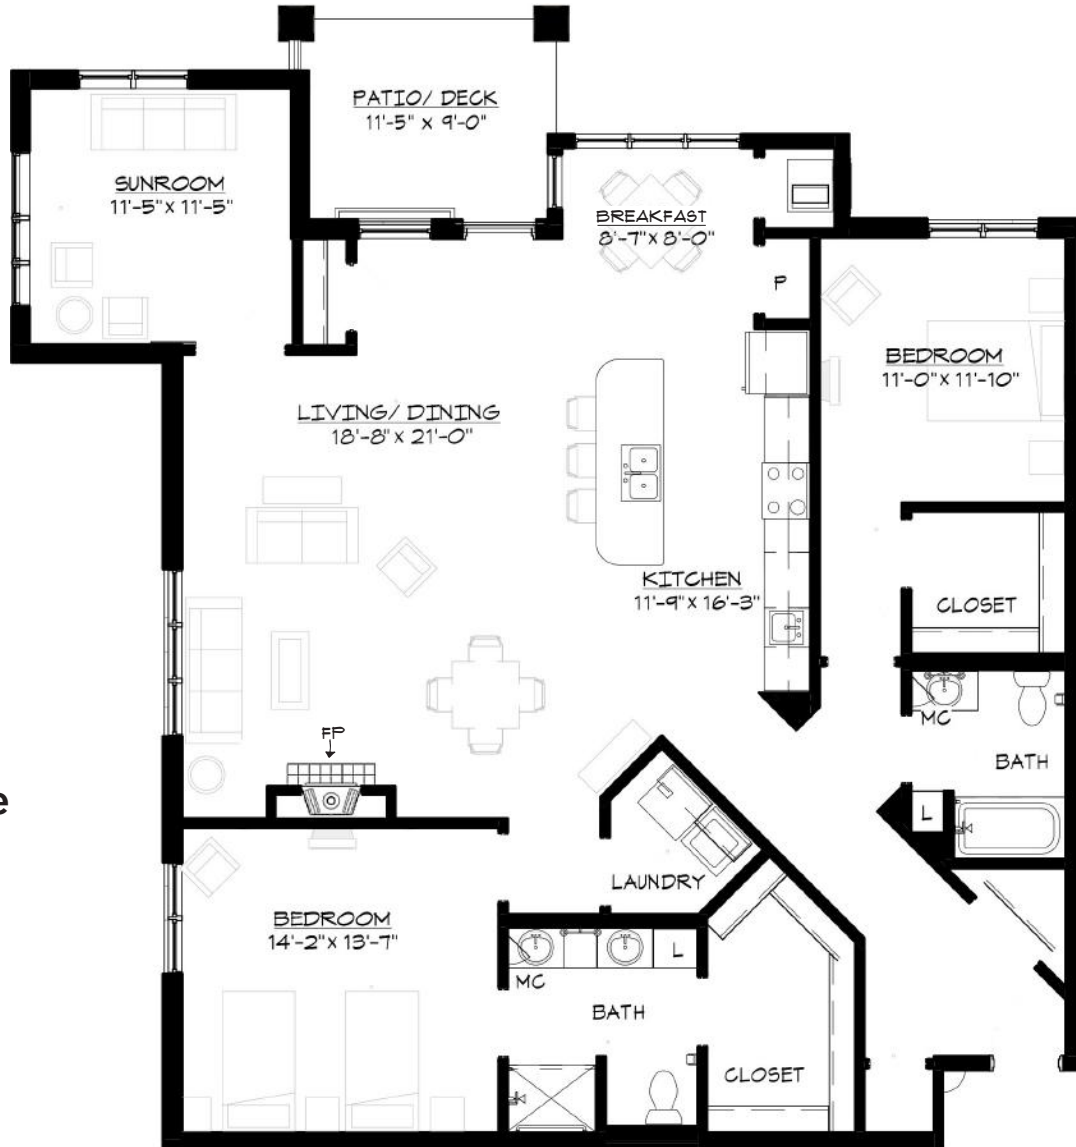 PATIO/ DECK
11'-5" x 9'-0"
SUNROOM
11'-5" x 11'-5"
BREAKFAST
8'-7" x 8'-0"
P
BEDROOM
11'-0" x 11'-10"
LIVING/ DINING
18'-8" x 21'-0"
KITCHEN
11'-9" x 16'-3"
CLOSET
MC
BATH
FP
e
L
LAUNDRY
BEDROOM
14'-2" x 13'-7"
L
MC
BATH
CLOSET